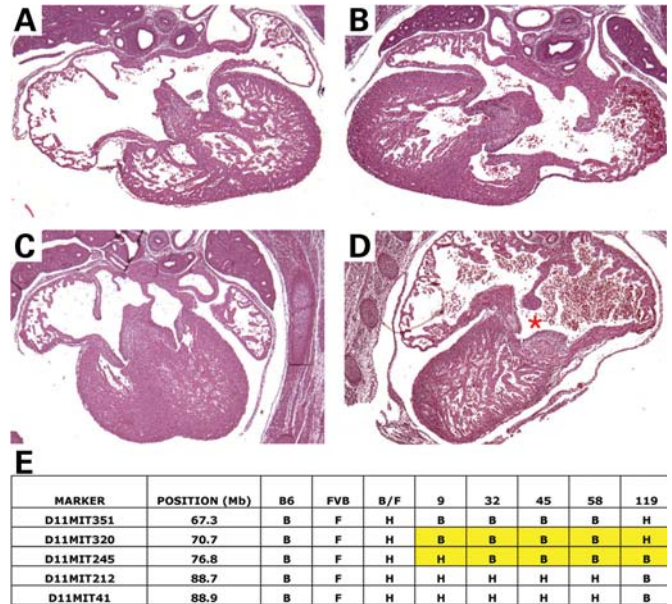 A B
C D
E
MARKER POSITION (Mb) B6 FVB B/F 9 32 45 58 119
D11MIT351 67.3 B F H B B B B H
D11MIT320 70.7 B F H B B B B H
D11MIT245 76.8 B F H H B B B B
D11MIT212 88.7 B F H H H H H B
D11MIT41 88.9 B F H H H H H B